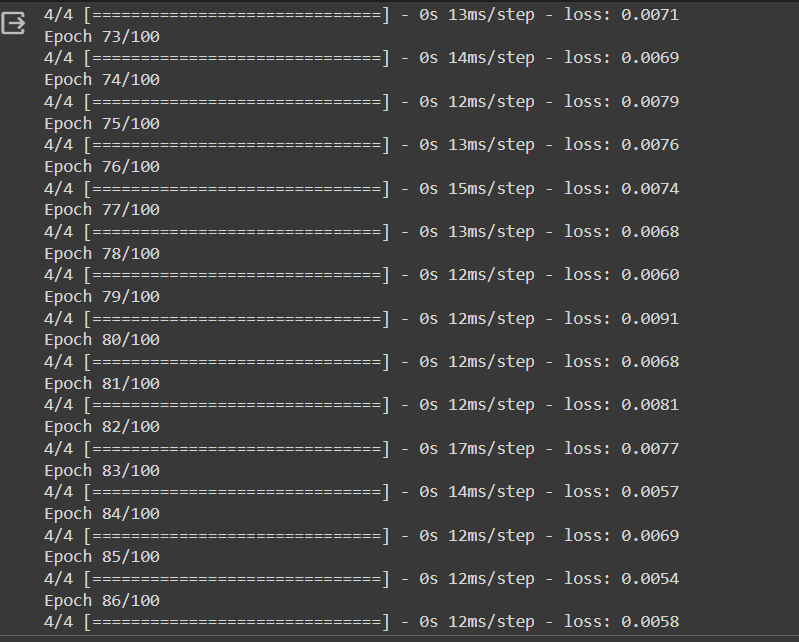 4/4 [==============================] - 0s 13ms/step - loss: 0.0071
Epoch 73/100
4/4 [==============================] - 0s 14ms/step - loss: 0.0069
Epoch 74/100
4/4 [==============================] - 0s 12ms/step - loss: 0.0079
Epoch 75/100
4/4 [==============================] - 0s 13ms/step - loss: 0.0076
Epoch 76/100
4/4 [==============================] - 0s 15ms/step - loss: 0.0074
Epoch 77/100
4/4 [==============================] - 0s 13ms/step - loss: 0.0068
Epoch 78/100
4/4 [==============================] - 0s 12ms/step - loss: 0.0060
Epoch 79/100
4/4 [==============================] - 0s 12ms/step - loss: 0.0091
Epoch 80/100
4/4 [==============================] - 0s 12ms/step - loss: 0.0068
Epoch 81/100
4/4 [==============================] - 0s 12ms/step - loss: 0.0081
Epoch 82/100
4/4 [==============================] - 0s 17ms/step - loss: 0.0077
Epoch 83/100
4/4 [==============================] - 0s 14ms/step - loss: 0.0057
Epoch 84/100
4/4 [==============================] - 0s 12ms/step - loss: 0.0069
Epoch 85/100
4/4 [==============================] - 0s 12ms/step - loss: 0.0054
Epoch 86/100
4/4 [==============================] - 0s 12ms/step - loss: 0.0058